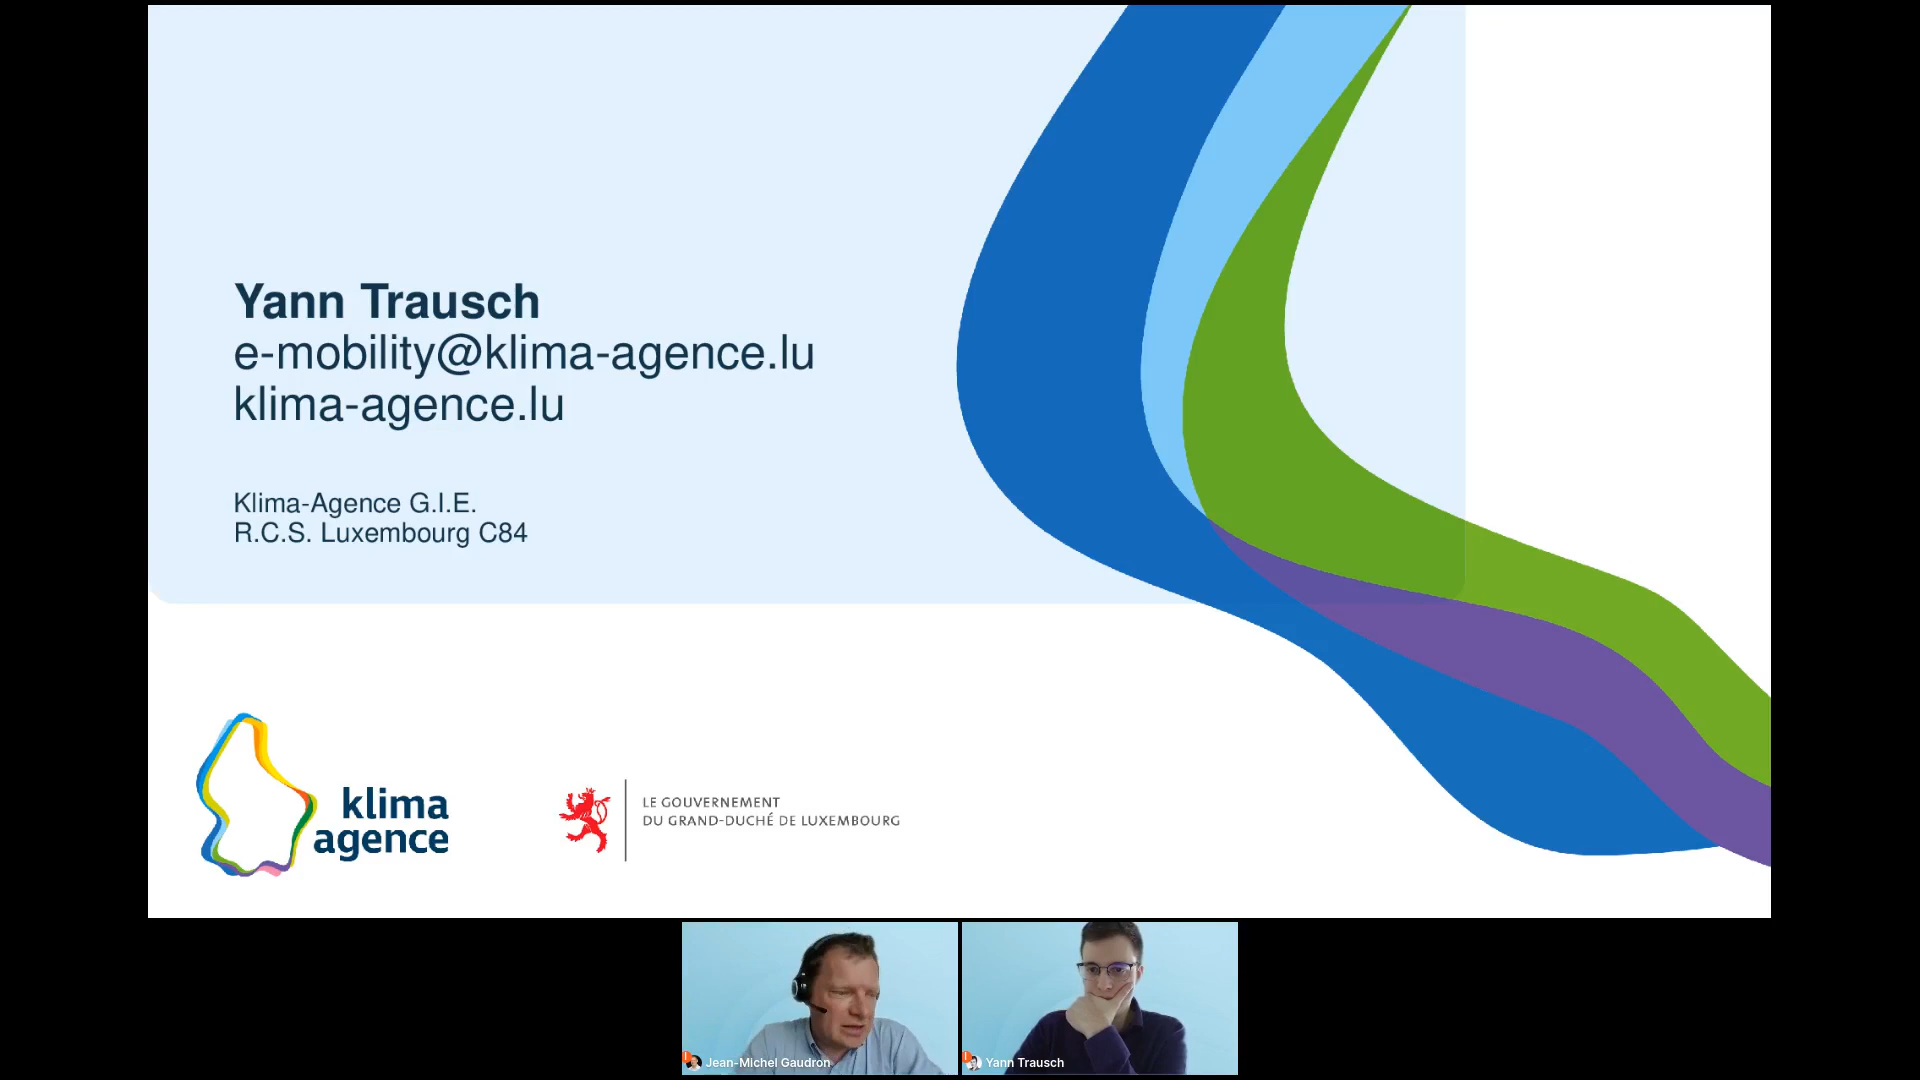 Yann Trausch
e-mobility@klima-agence.lu
klima-agence.lu
Klima-Agence G.I.E.
R.C.S. Luxembourg C84
klima
agence
LE GOUVERNEMENT
DU GRAND-DUCHÉ DE LUXEMBOURG
Jean-Michel Gaudron
Yann Trausch